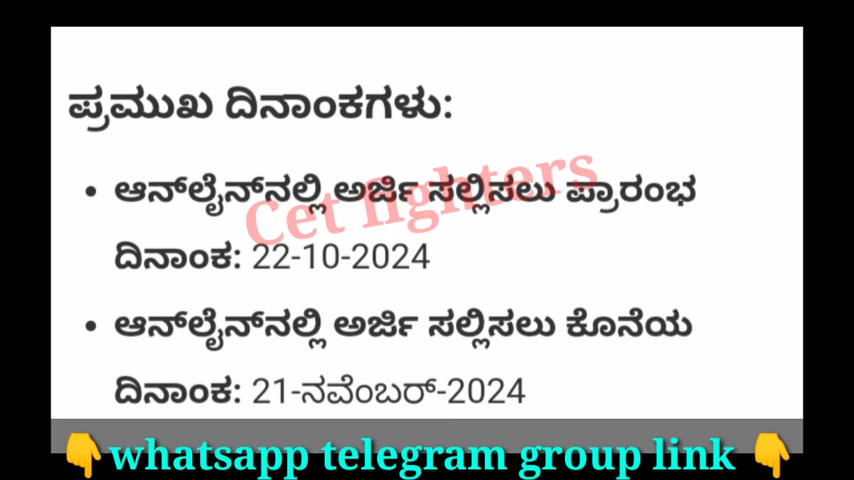 ಪ್ರಮುಖ ದಿನಾಂಕಗಳು:
• ಆನ್‌ಲೈನ್‌ನಲ್ಲಿ ಅರ್ಜಿ ಸಲ್ಲಿಸಲು ಪ್ರಾರಂಭ
ದಿನಾಂಕ: 22-10-2024
Cet fighters
• ಆನ್‌ಲೈನ್‌ನಲ್ಲಿ ಅರ್ಜಿ ಸಲ್ಲಿಸಲು ಕೊನೆಯ
ದಿನಾಂಕ: 21-ನವೆಂಬರ್-2024
👇whatsapp telegram group link 👇